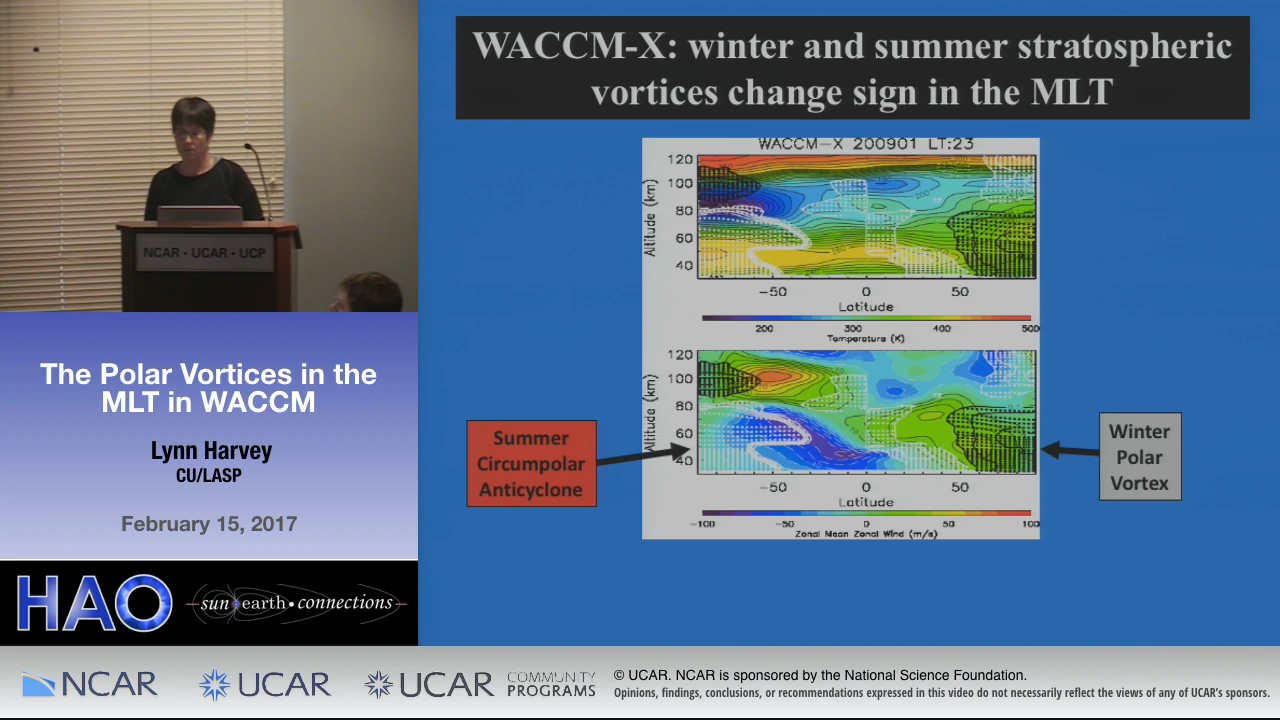 WACCM-X: winter and summer stratospheric
vortices change sign in the MLT
NCAR • UCAR • UCP
The Polar Vortices in the
MLT in WACCM
Lynn Harvey
CU/LASP
February 15, 2017
HAO
sun • earth • connections
WACCM-X 200901 LT:23
Altitude (km)
120
100
80
60
40
-50
0
50
Latitude
200
300
400
500
Temperature (K)
Altitude (km)
120
100
80
60
40
-50
0
50
Latitude
-100
-50
0
50
100
Zonal Mean Zonal Wind (m/s)
Summer
Circumpolar
Anticyclone
Winter
Polar
Vortex
NCAR
UCAR
UCAR
COMMUNITY
PROGRAMS
© UCAR. NCAR is sponsored by the National Science Foundation.
Opinions, findings, conclusions, or recommendations expressed in this video do not necessarily reflect the views of any of UCAR's sponsors.